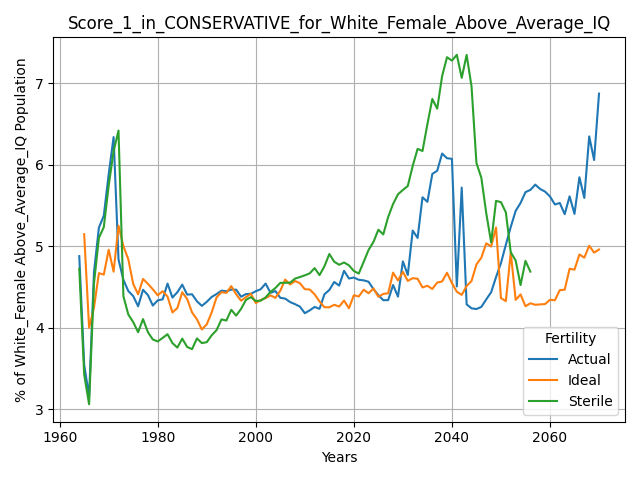 Score_1_in_CONSERVATIVE_for_White_Female_Above_Average_IQ
% of White_Female Above_Average_IQ Population
7
6
5
4
3
1960
1980
2000
2020
2040
2060
Years
Fertility
Actual
Ideal
Sterile